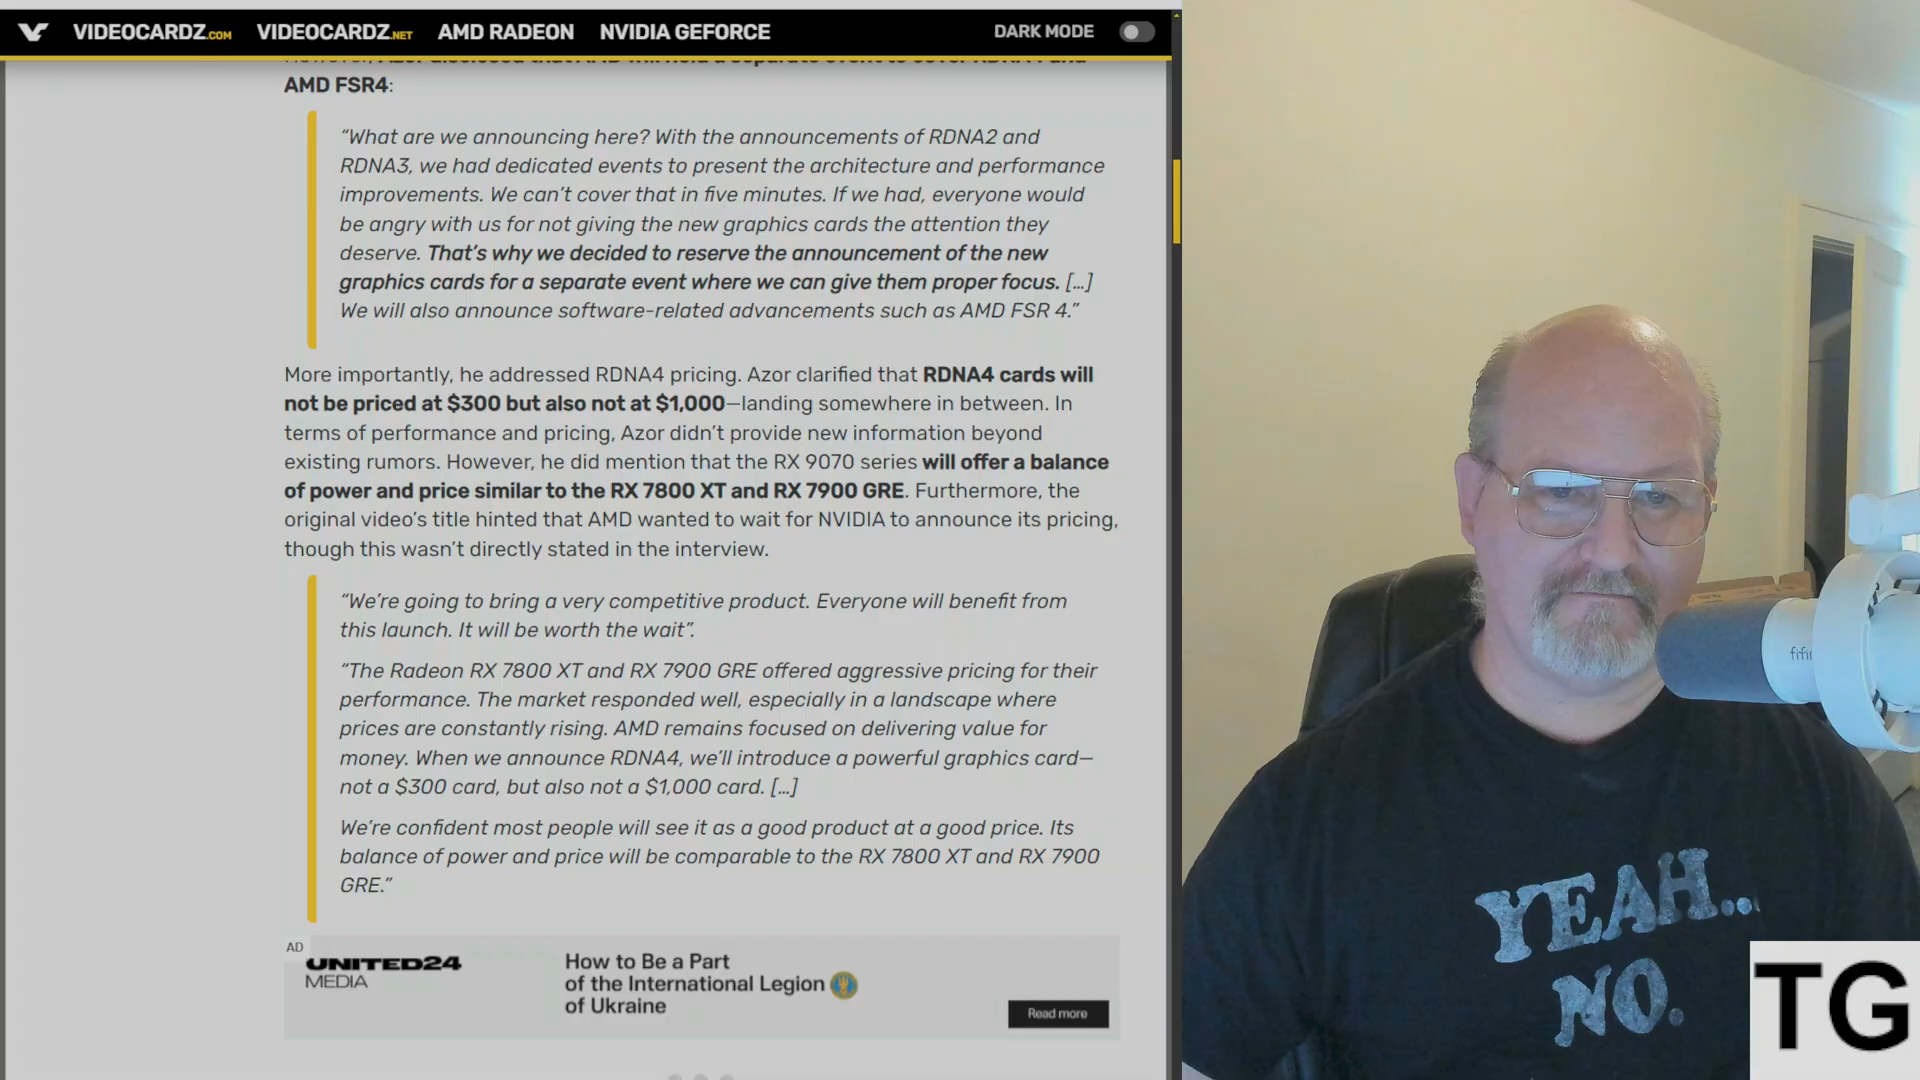 VIDEOCARDZ.COM VIDEOCARDZ.NET AMD RADEON NVIDIA GEFORCE DARK MODE
However, Azor disclosed that AMD will hold a separate event to cover RDNA4 and
AMD FSR4:
“What are we announcing here? With the announcements of RDNA2 and
RDNA3, we had dedicated events to present the architecture and performance
improvements. We can’t cover that in five minutes. If we had, everyone would
be angry with us for not giving the new graphics cards the attention they
deserve. That’s why we decided to reserve the announcement of the new
graphics cards for a separate event where we can give them proper focus. [...]
We will also announce software-related advancements such as AMD FSR 4.”
More importantly, he addressed RDNA4 pricing. Azor clarified that RDNA4 cards will
not be priced at $300 but also not at $1,000—landing somewhere in between. In
terms of performance and pricing, Azor didn’t provide new information beyond
existing rumors. However, he did mention that the RX 9070 series will offer a balance
of power and price similar to the RX 7800 XT and RX 7900 GRE. Furthermore, the
original video’s title hinted that AMD wanted to wait for NVIDIA to announce its pricing,
though this wasn’t directly stated in the interview.
“We’re going to bring a very competitive product. Everyone will benefit from
this launch. It will be worth the wait”.
“The Radeon RX 7800 XT and RX 7900 GRE offered aggressive pricing for their
performance. The market responded well, especially in a landscape where
prices are constantly rising. AMD remains focused on delivering value for
money. When we announce RDNA4, we’ll introduce a powerful graphics card—
not a $300 card, but also not a $1,000 card. [...]
We’re confident most people will see it as a good product at a good price. Its
balance of power and price will be comparable to the RX 7800 XT and RX 7900
GRE.”
AD
UNITED24
MEDIA
How to Be a Part
of the International Legion
of Ukraine
Read more
fifi
YEAH...
NO.
TG